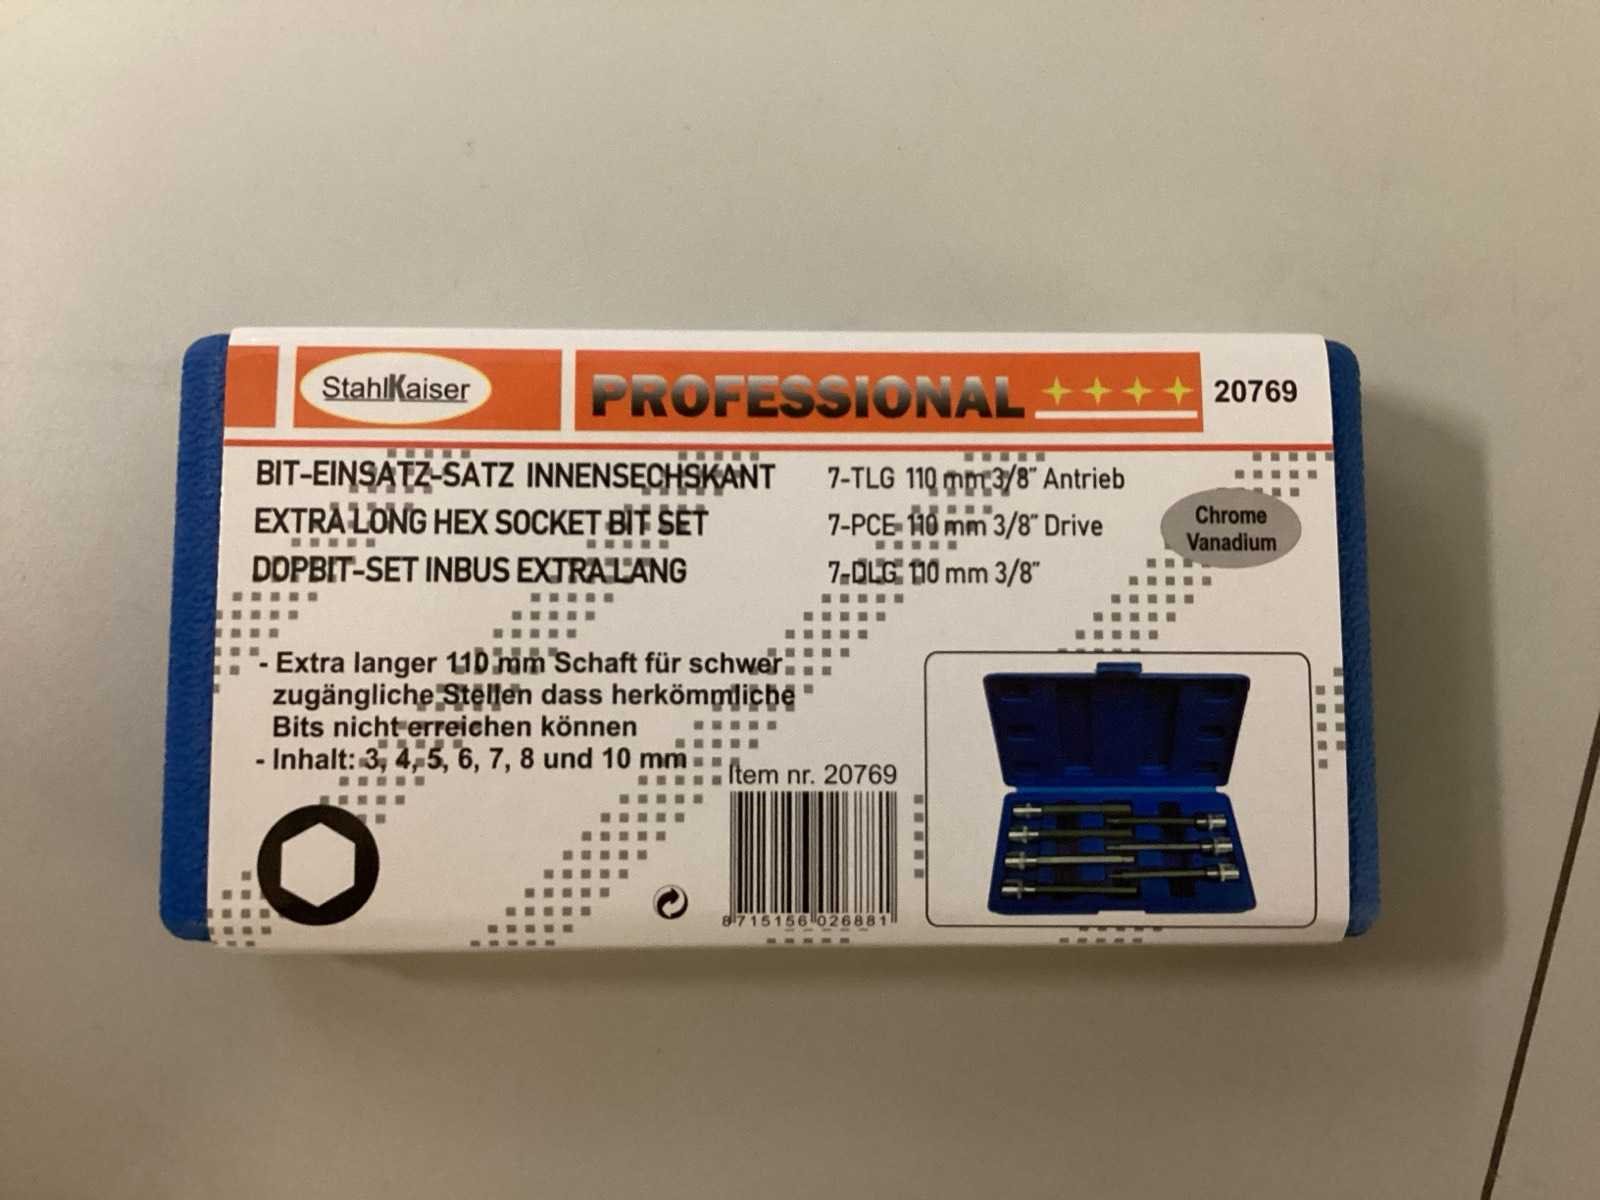 StahlKaiser
PROFESSIONAL
20769
BIT-EINSATZ-SATZ INNENSECHSKANT 7-TLG 110 mm 3/8" Antrieb
EXTRA LONG HEX SOCKET BIT SET 7-PCE 110 mm 3/8" Drive
DOPBIT-SET INBUS EXTRA LANG 7-DLG 110 mm 3/8"
Chrome
Vanadium
- Extra langer 110 mm Schaft für schwer
zugängliche Stellen dass herkömmliche
Bits nicht erreichen können
- Inhalt: 3, 4, 5, 6, 7, 8 und 10 mm
Item nr. 20769
8 715156 026881